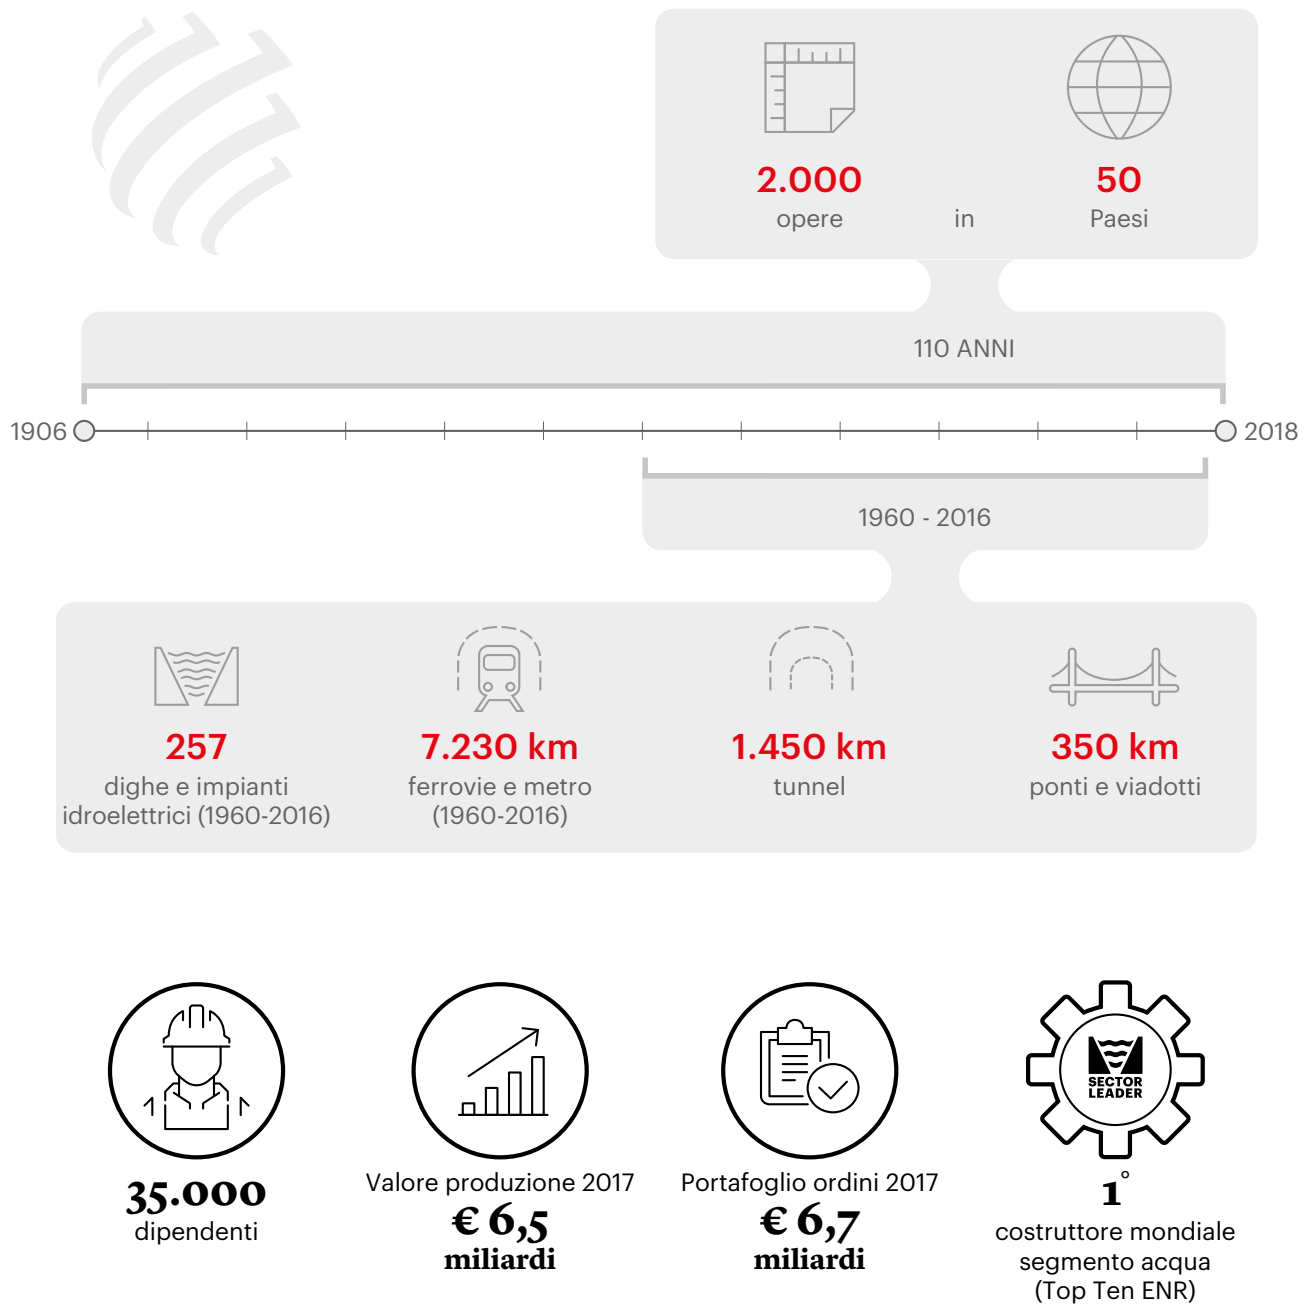 2.000
opere
in
50
Paesi
110 ANNI
1906
2018
1960 - 2016
257
dighe e impianti
idroelettrici (1960-2016)
7.230 km
ferrovie e metro
(1960-2016)
1.450 km
tunnel
350 km
ponti e viadotti
35.000
dipendenti
Valore produzione 2017
€ 6,5
miliardi
Portafoglio ordini 2017
€ 6,7
miliardi
SECTOR
LEADER
1°
costruttore mondiale
segmento acqua
(Top Ten ENR)